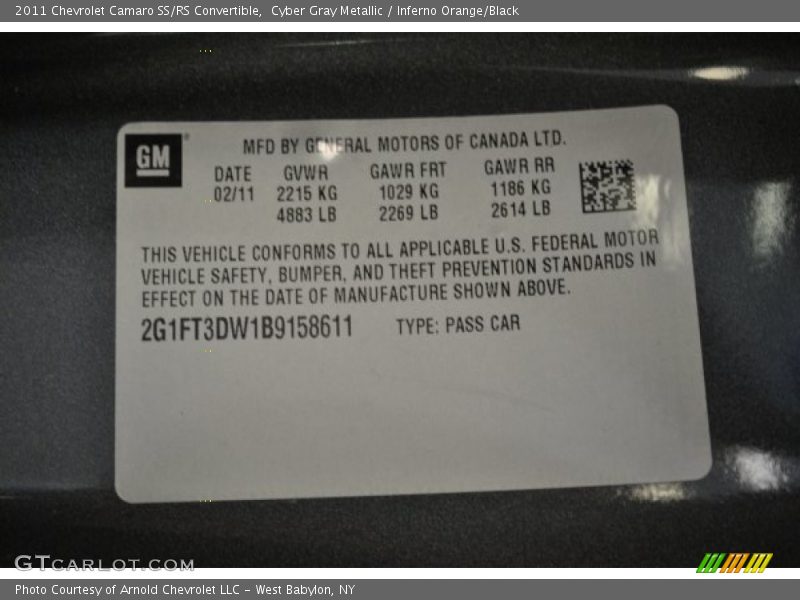 2011 Chevrolet Camaro SS/RS Convertible,  Cyber Gray Metallic / Inferno Orange/Black
GM
MFD BY GENERAL MOTORS OF CANADA LTD.
DATE GVWR GAWR FRT GAWR RR
02/11 2215 KG 1029 KG 1186 KG
4883 LB 2269 LB 2614 LB
THIS VEHICLE CONFORMS TO ALL APPLICABLE U.S. FEDERAL MOTOR
VEHICLE SAFETY, BUMPER, AND THEFT PREVENTION STANDARDS IN
EFFECT ON THE DATE OF MANUFACTURE SHOWN ABOVE.
2G1FT3DW1B9158611 TYPE: PASS CAR
GTCARLOT.COM
Photo Courtesy of Arnold Chevrolet LLC - West Babylon, NY